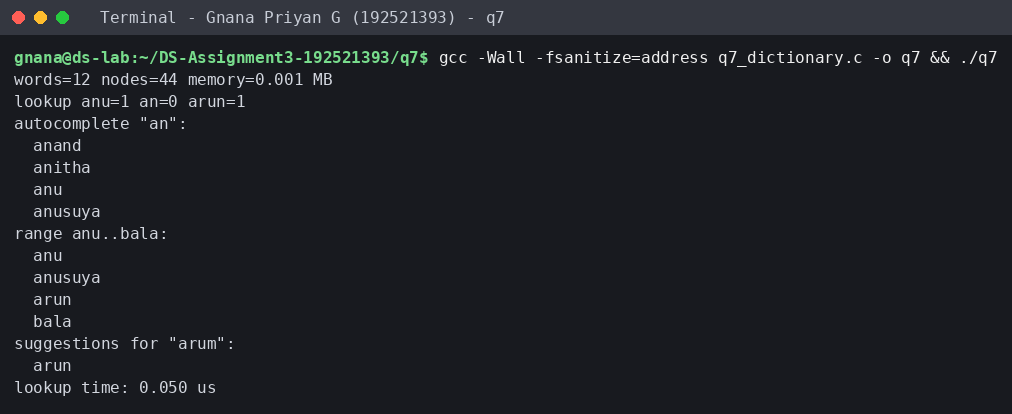 Terminal - Gnana Priyan G (192521393) - q7
gnana@ds-lab:~/DS-Assignment3-192521393/q7$ gcc -Wall -fsanitize=address q7_dictionary.c -o q7 && ./q7
words=12 nodes=44 memory=0.001 MB
lookup anu=1 an=0 arun=1
autocomplete "an":
  anand
  anitha
  anu
  anusuya
range anu..bala:
  anu
  anusuya
  arun
  bala
suggestions for "arum":
  arun
lookup time: 0.050 us